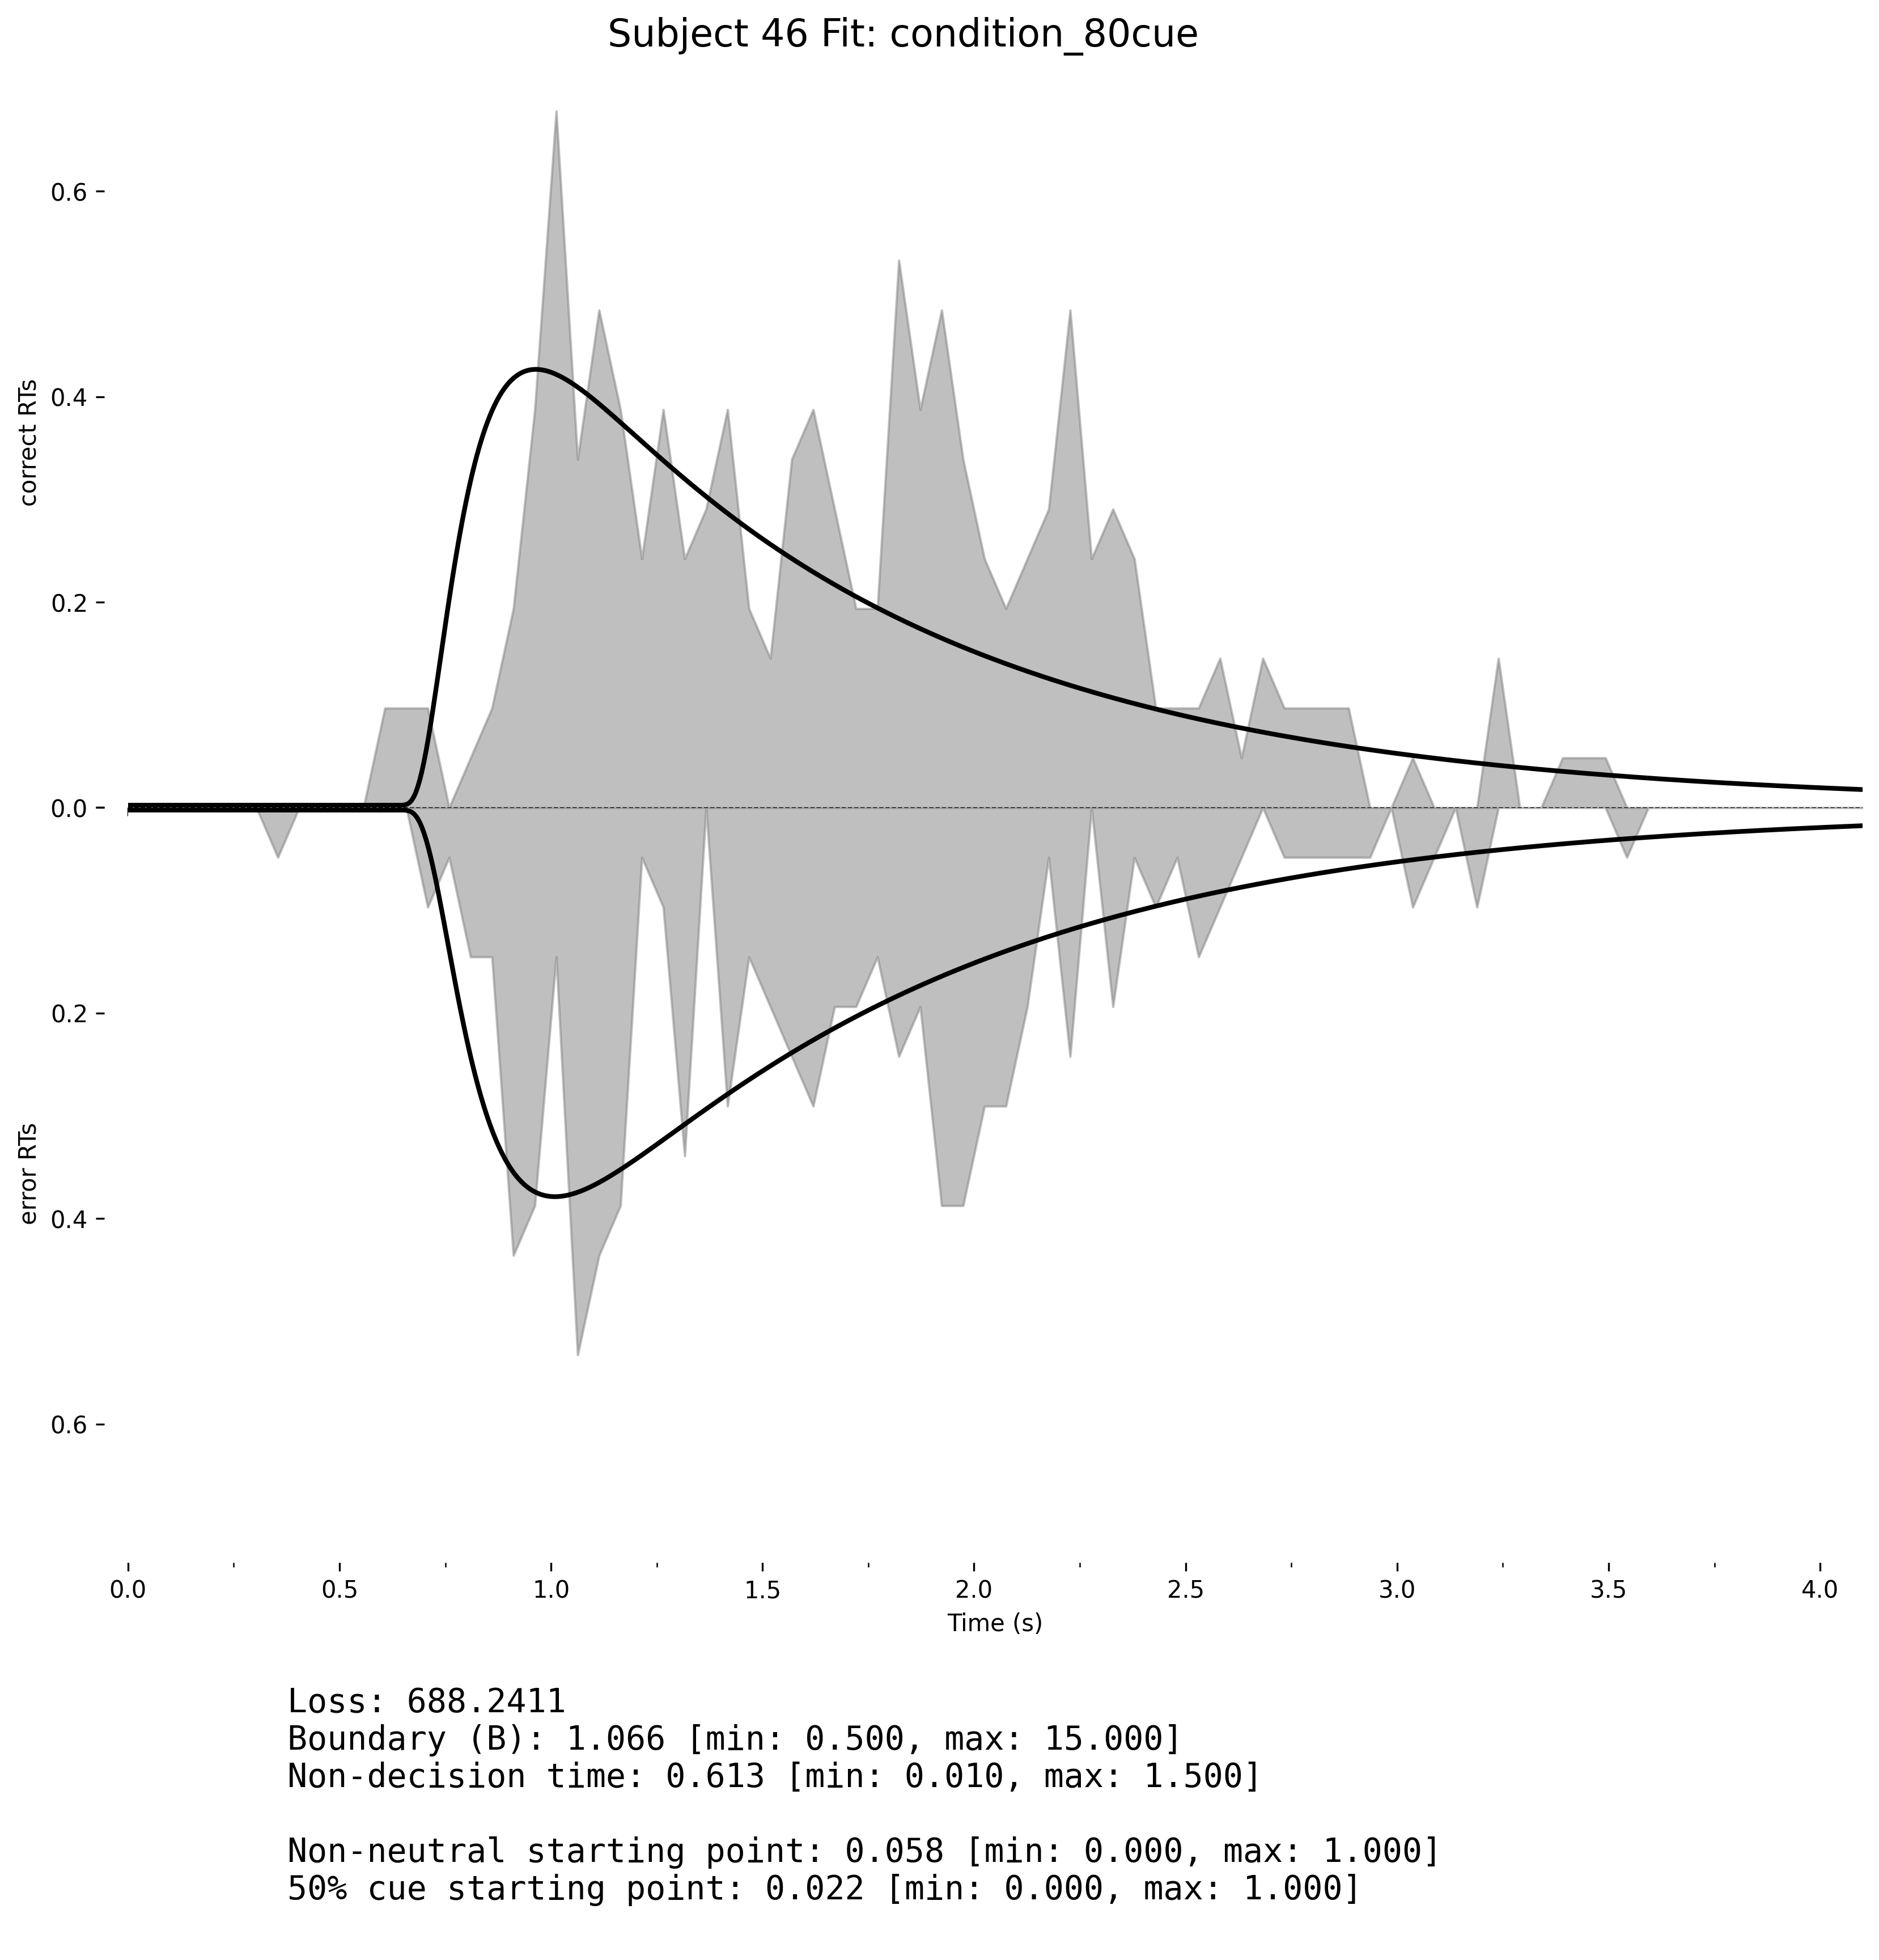 Subject 46 Fit: condition_80cue
correct RTs
error RTs
0.6
0.4
0.2
0.0
0.2
0.4
0.6
0.0 0.5 1.0 1.5 2.0 2.5 3.0 3.5 4.0
Time (s)
Loss: 688.2411
Boundary (B): 1.066 [min: 0.500, max: 15.000]
Non-decision time: 0.613 [min: 0.010, max: 1.500]
Non-neutral starting point: 0.058 [min: 0.000, max: 1.000]
50% cue starting point: 0.022 [min: 0.000, max: 1.000]